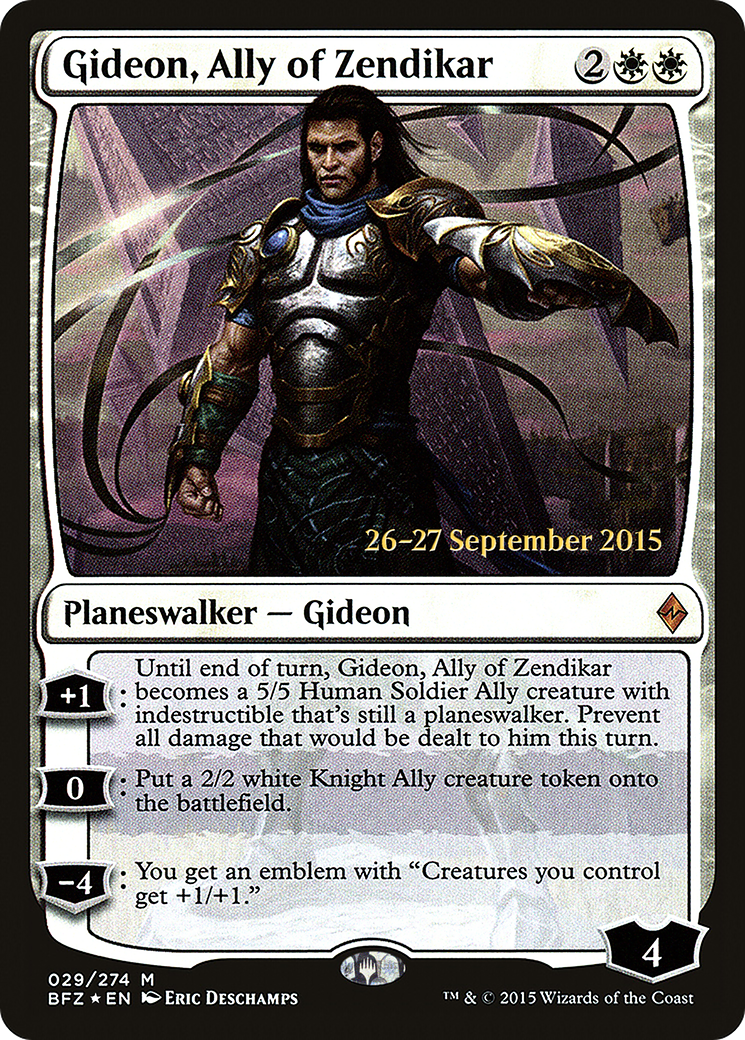 Gideon, Ally of Zendikar 2
26–27 September 2015
Planeswalker — Gideon
+1: Until end of turn, Gideon, Ally of Zendikar
becomes a 5/5 Human Soldier Ally creature with
indestructible that's still a planeswalker. Prevent
all damage that would be dealt to him this turn.
0: Put a 2/2 white Knight Ally creature token onto
the battlefield.
−4: You get an emblem with “Creatures you control
get +1/+1.”
4
029/274 M
BFZ ★ EN Eric Deschamps
™ & © 2015 Wizards of the Coast